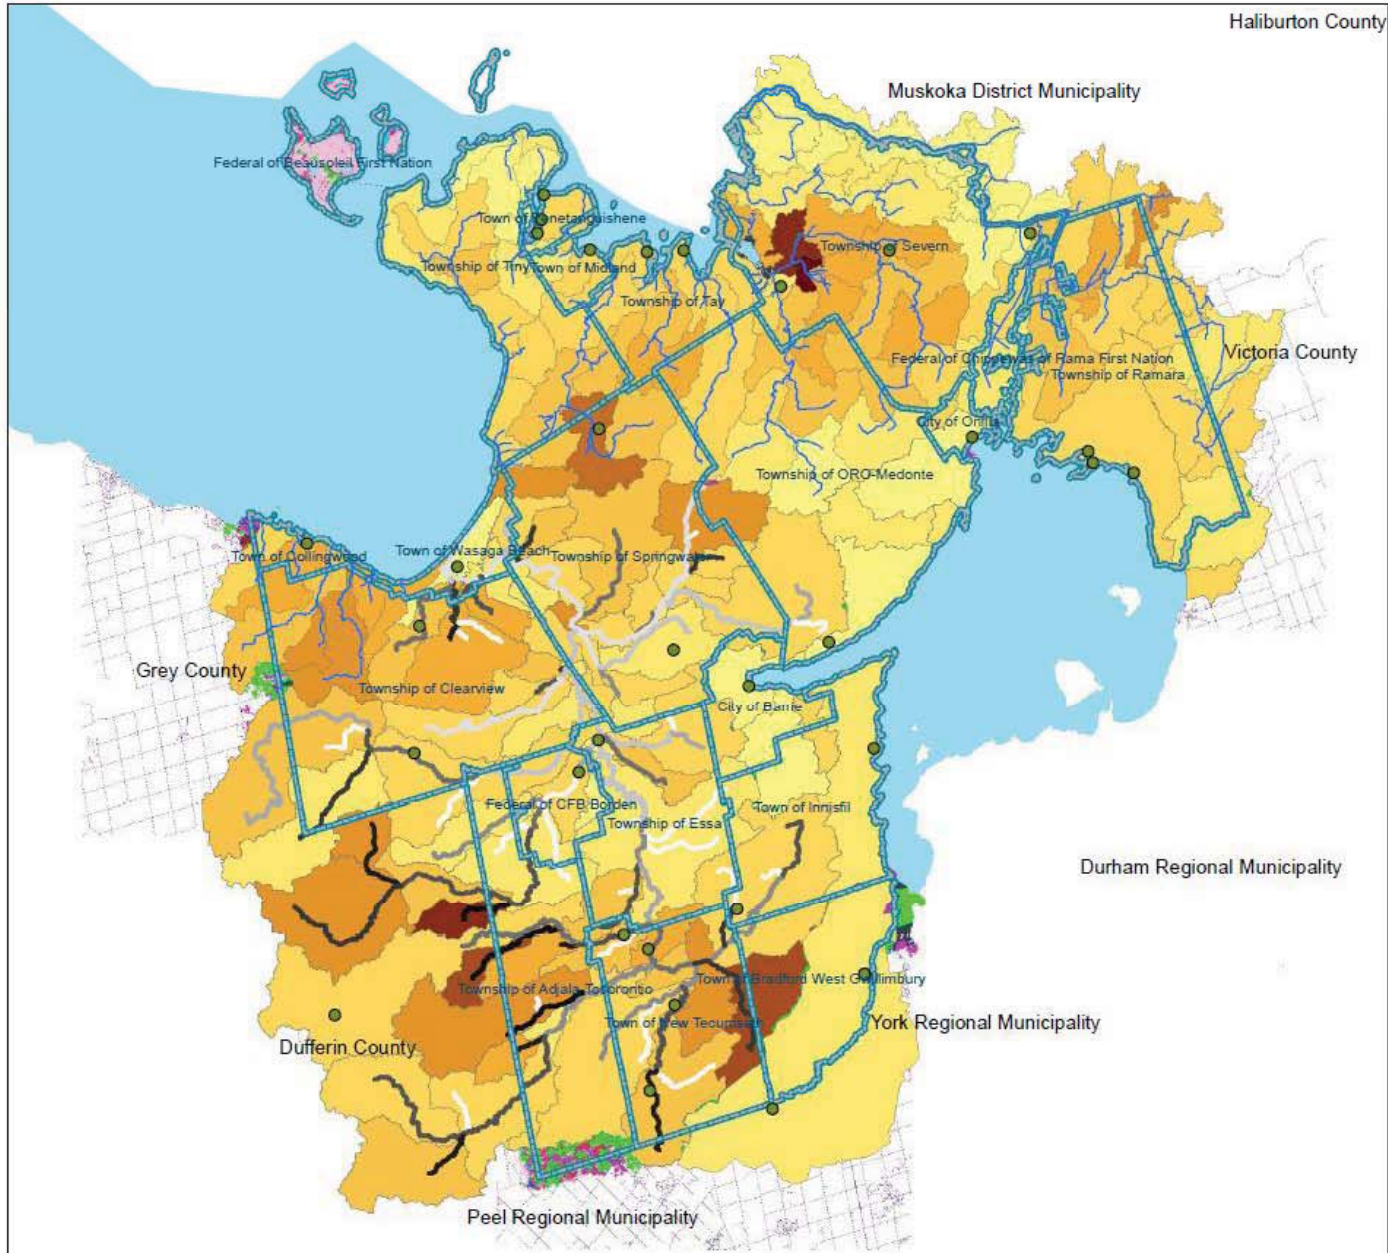 Haliburton County
Muskoka District Municipality
Federal of Beausoleil First Nation
Town of Penetanguishene
Township of Severn
Township of Tiny
Town of Midland
Township of Tay
Victoria County
Federal of Chippewas of Rama First Nation
Township of Ramara
City of Orillia
Township of ORO-Medonte
Town of Collingwood
Town of Wasaga Beach
Township of Springwater
Grey County
Township of Clearview
City of Barrie
Federal of CFB Borden
Town of Innisfil
Township of Essa
Durham Regional Municipality
Town of Bradford West Gwillimbury
Township of Adjala-Tosorontio
Town of New Tecumseth
York Regional Municipality
Dufferin County
Peel Regional Municipality